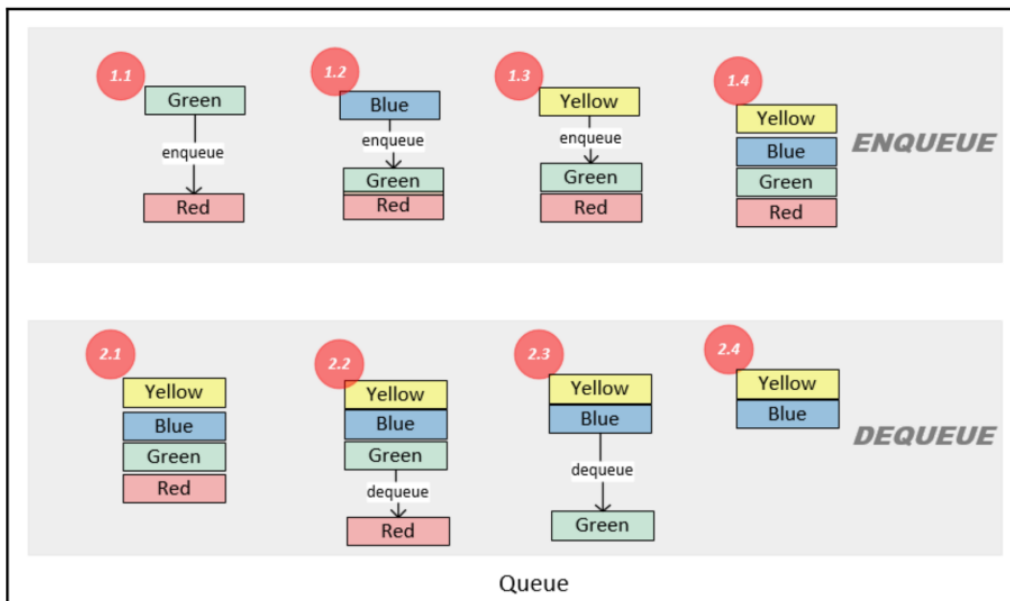 1.1
Green
enqueue
Red
1.2
Blue
enqueue
Green
Red
1.3
Yellow
enqueue
Green
Red
1.4
Yellow
Blue
Green
Red
ENQUEUE
2.1
Yellow
Blue
Green
Red
2.2
Yellow
Blue
Green
dequeue
Red
2.3
Yellow
Blue
dequeue
Green
2.4
Yellow
Blue
DEQUEUE
Queue